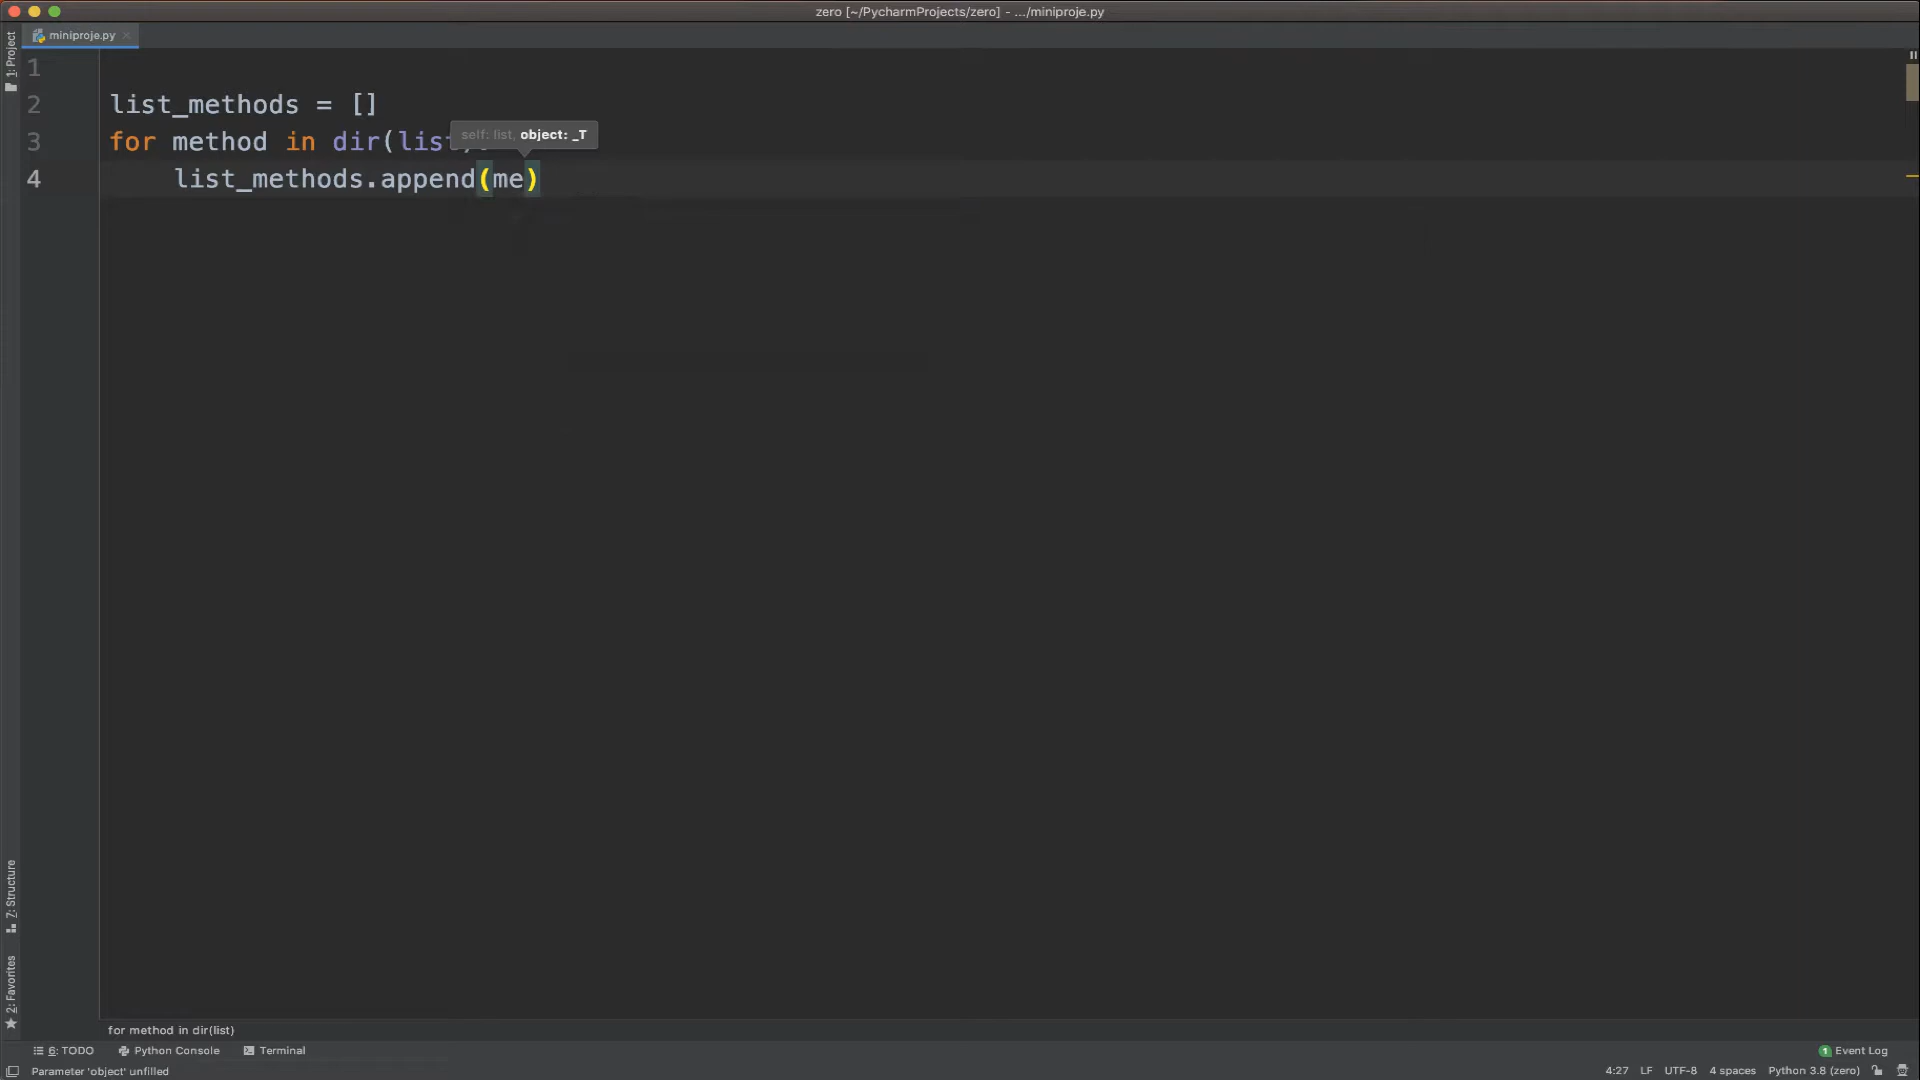 zero [~/PycharmProjects/zero] - .../miniproje.py
1: Project
miniproje.py
1
2 list_methods = []
self: list, object: _T
3 for method in dir(lis
4 list_methods.append(me)
7: Structure
2: Favorites
for method in dir(list)
6: TODO Python Console Terminal 1 Event Log
Parameter 'object' unfilled 4:27 LF UTF-8 4 spaces Python 3.8 (zero)